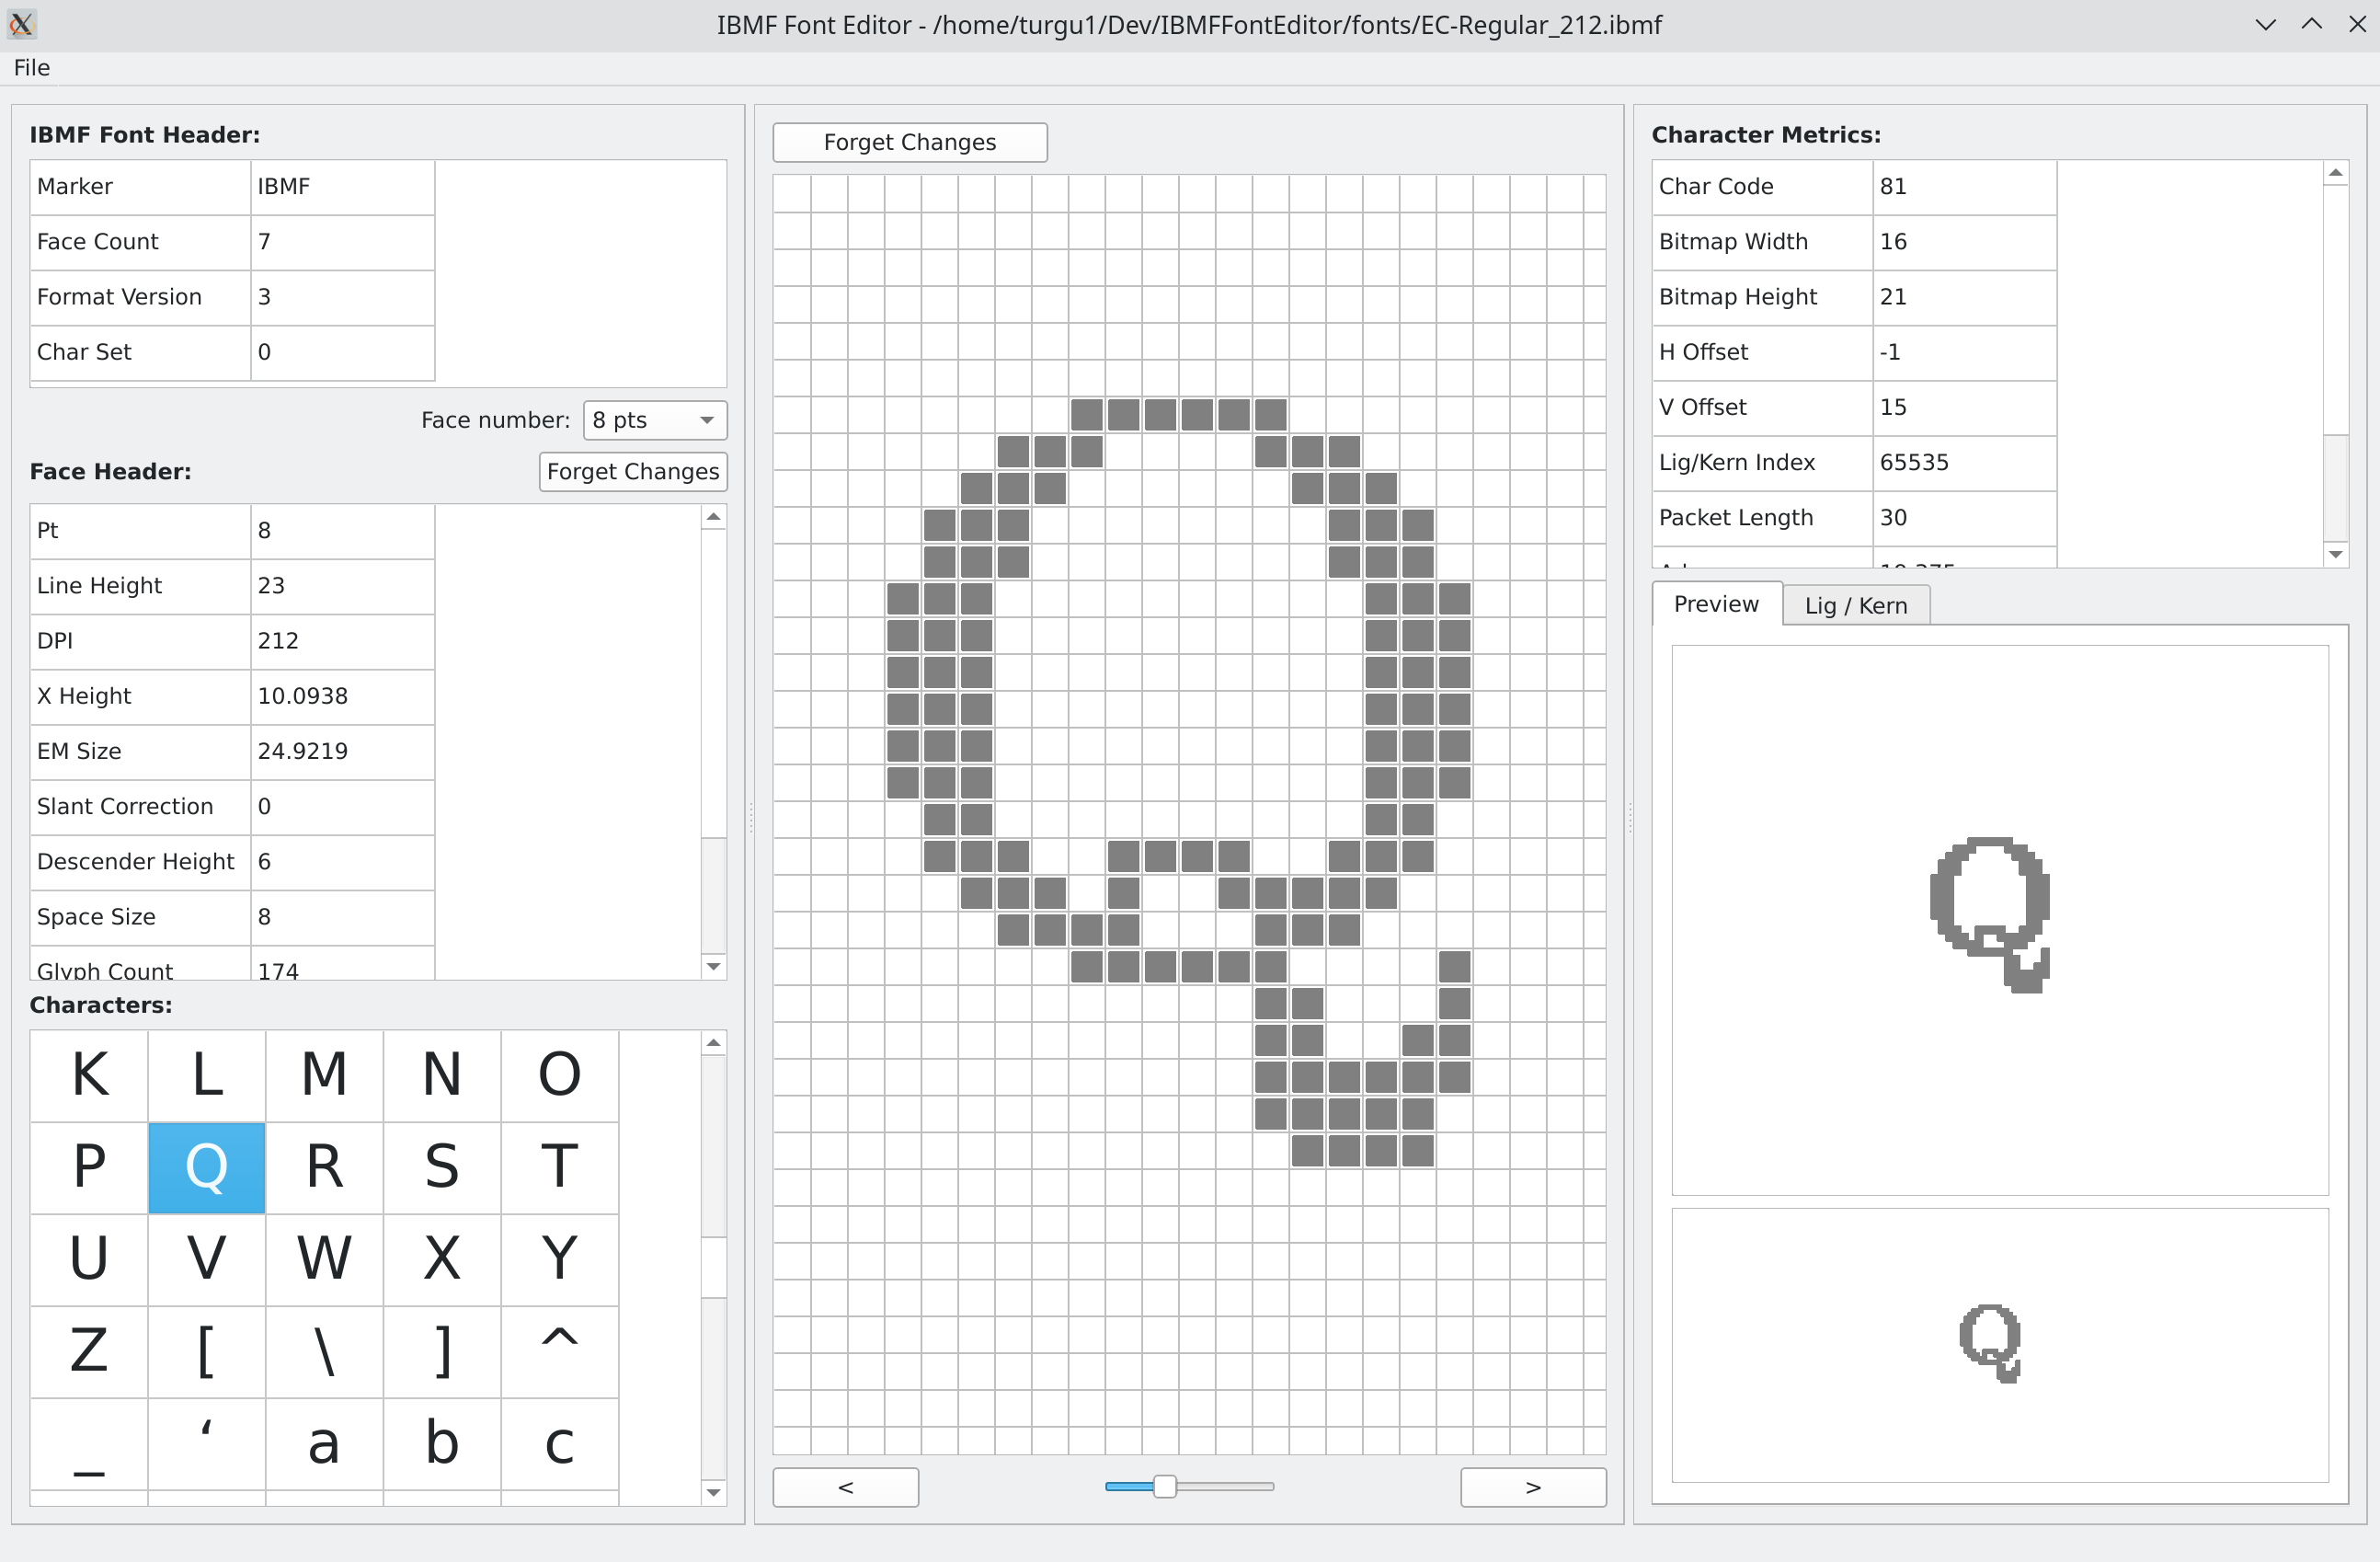 IBMF Font Editor - /home/turgu1/Dev/IBMFFontEditor/fonts/EC-Regular_212.ibmf
File
IBMF Font Header:
Marker IBMF
Face Count 7
Format Version 3
Char Set 0
Face number: 8 pts
Face Header: Forget Changes
Pt 8
Line Height 23
DPI 212
X Height 10.0938
EM Size 24.9219
Slant Correction 0
Descender Height 6
Space Size 8
Glyph Count 174
Characters:
K L M N O
P Q R S T
U V W X Y
Z [ \ ] ^
_ ‘ a b c
Forget Changes
< >
Character Metrics:
Char Code 81
Bitmap Width 16
Bitmap Height 21
H Offset -1
V Offset 15
Lig/Kern Index 65535
Packet Length 30
Preview Lig / Kern
Q
Q